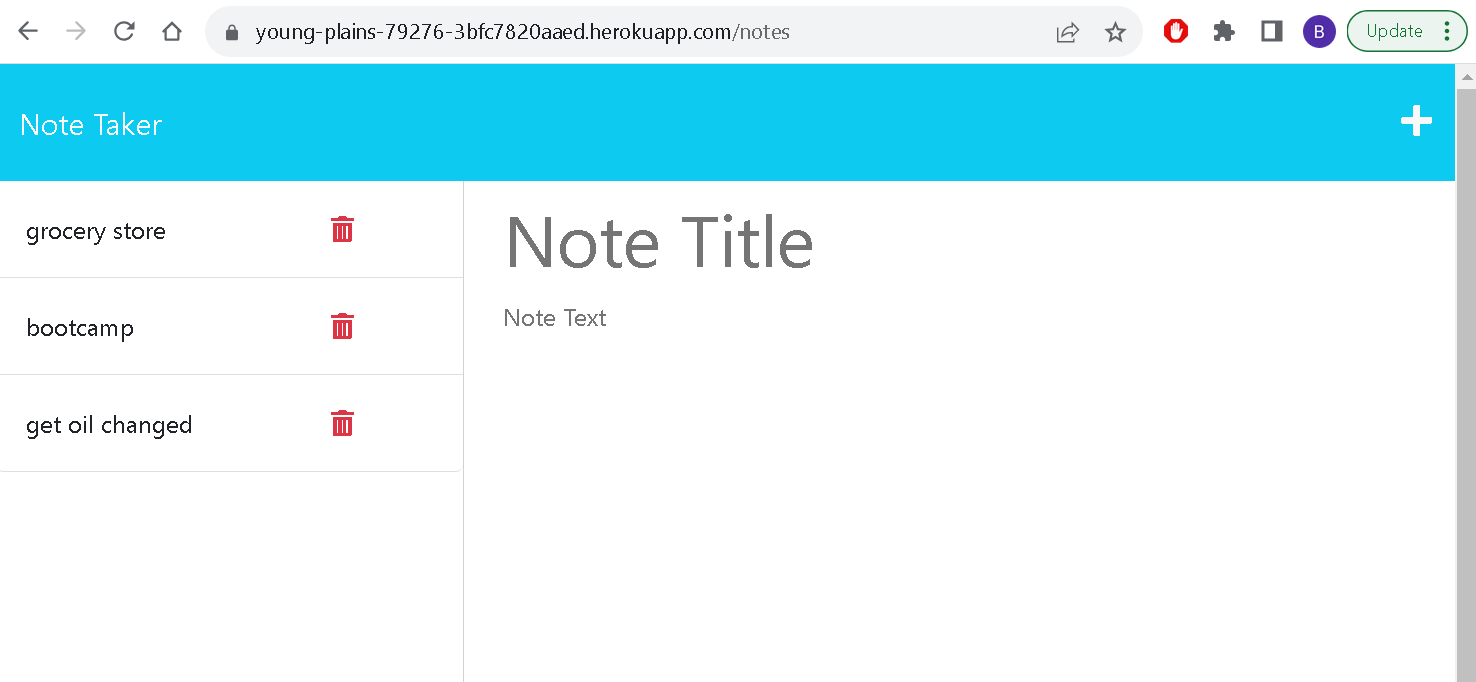 young-plains-79276-3bfc7820aaed.herokuapp.com/notes
B
Update
Note Taker
grocery store
bootcamp
get oil changed
Note Title
Note Text